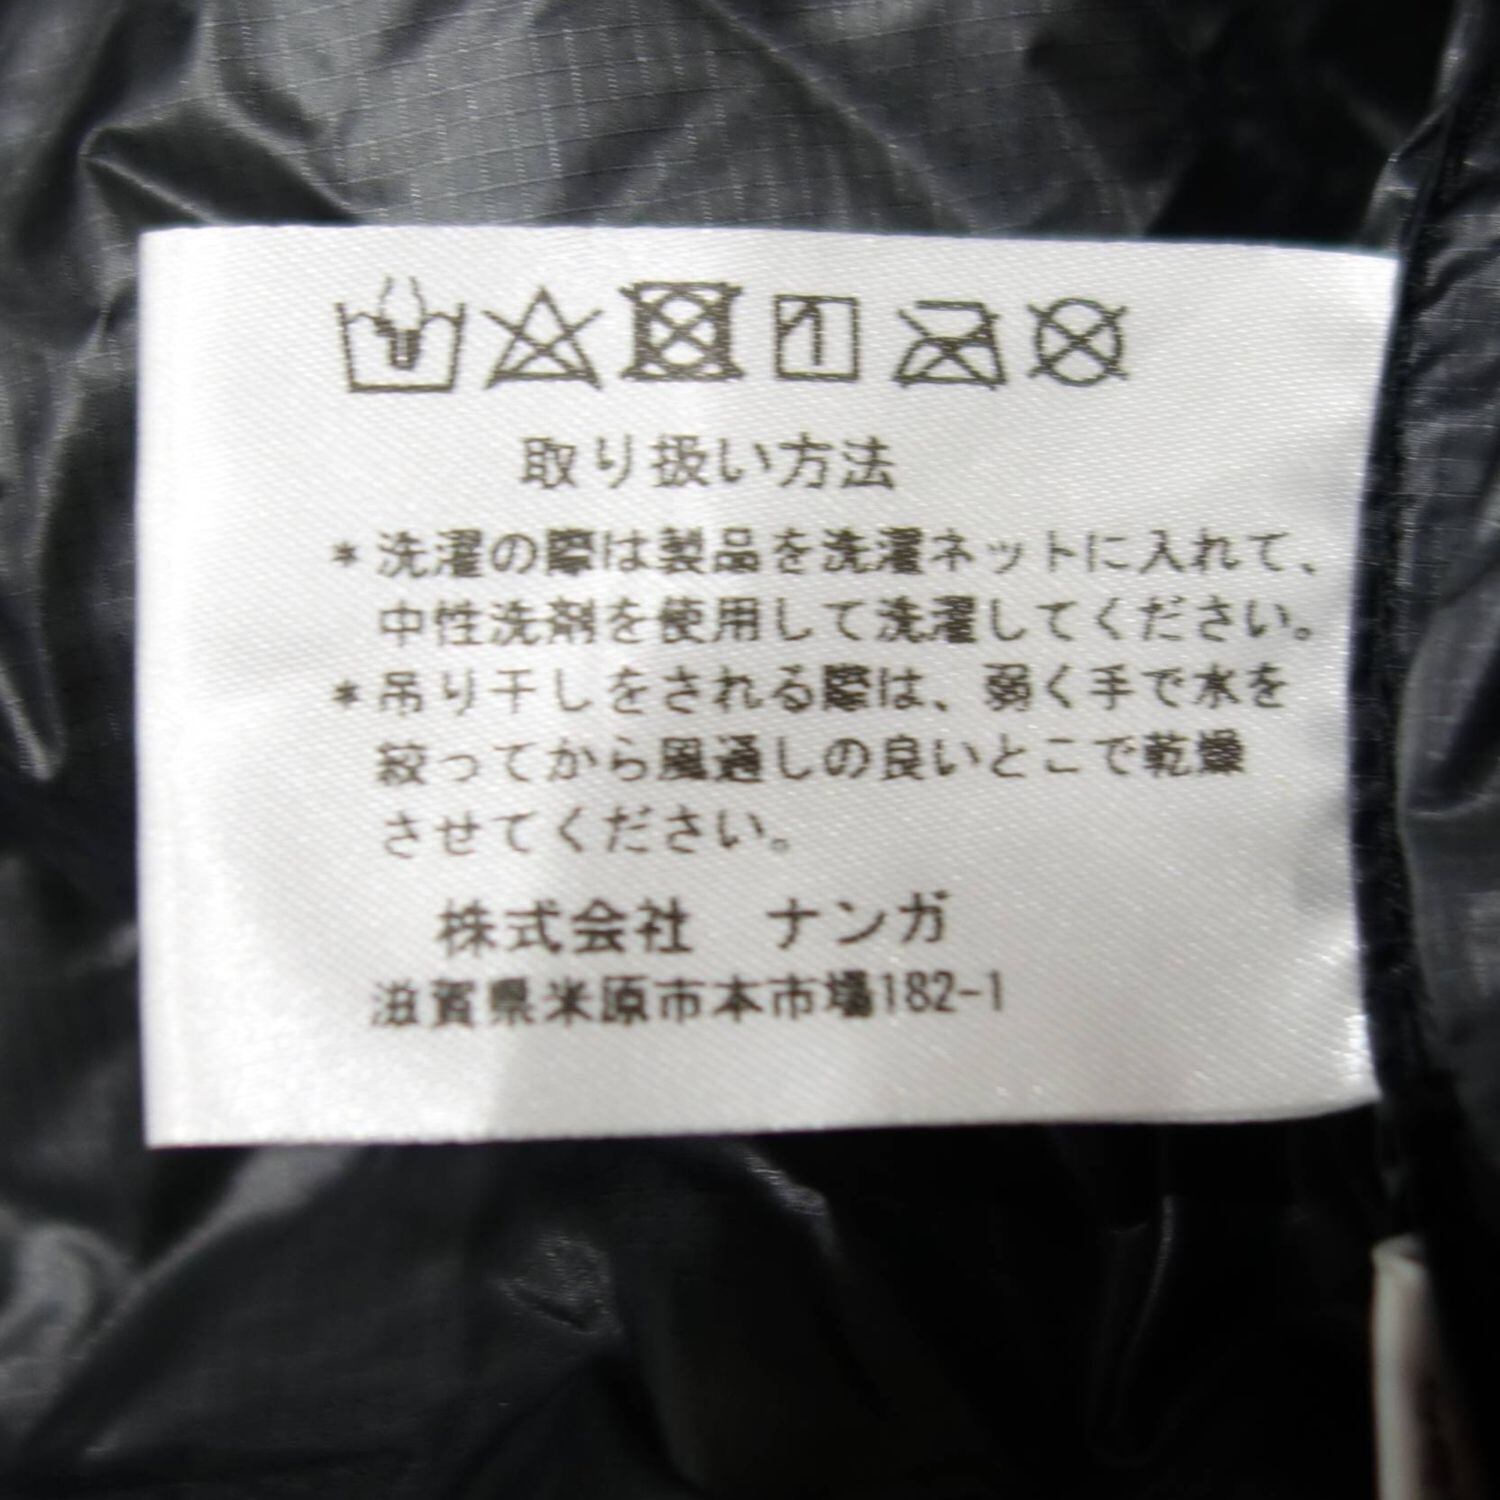 取り扱い方法
*洗濯の際は製品を洗濯ネットに入れて、
中性洗剤を使用して洗濯してください。
*吊り干しをされる際は、弱く手で水を
絞ってから風通しの良いとこで乾燥
させてください。
株式会社 ナンガ
滋賀県米原市本市場182-1